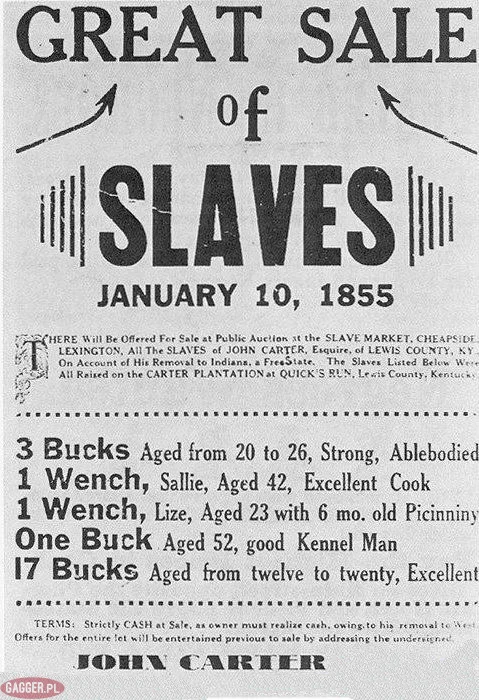 GREAT SALE
of
SLAVES
JANUARY 10, 1855
THERE Will Be Offered For Sale at Public Auction at the SLAVE MARKET, CHEAPSIDE,
LEXINGTON, All The SLAVES of JOHN CARTER, Esquire, of LEWIS COUNTY, KY.
On Account of His Removal to Indiana, a Free State. The Slaves Listed Below Were
All Raised on the CARTER PLANTATION at QUICK'S RUN, Lewis County, Kentucky
3 Bucks Aged from 20 to 26, Strong, Ablebodied
1 Wench, Sallie, Aged 42, Excellent Cook
1 Wench, Lize, Aged 23 with 6 mo. old Picinniny
One Buck Aged 52, good Kennel Man
17 Bucks Aged from twelve to twenty, Excellent
TERMS: Strictly CASH at Sale, as owner must realize cash, owing to his removal to West.
Offers for the entire lot will be entertained previous to sale by addressing the undersigned.
JOHN CARTER
GAGGER.PL